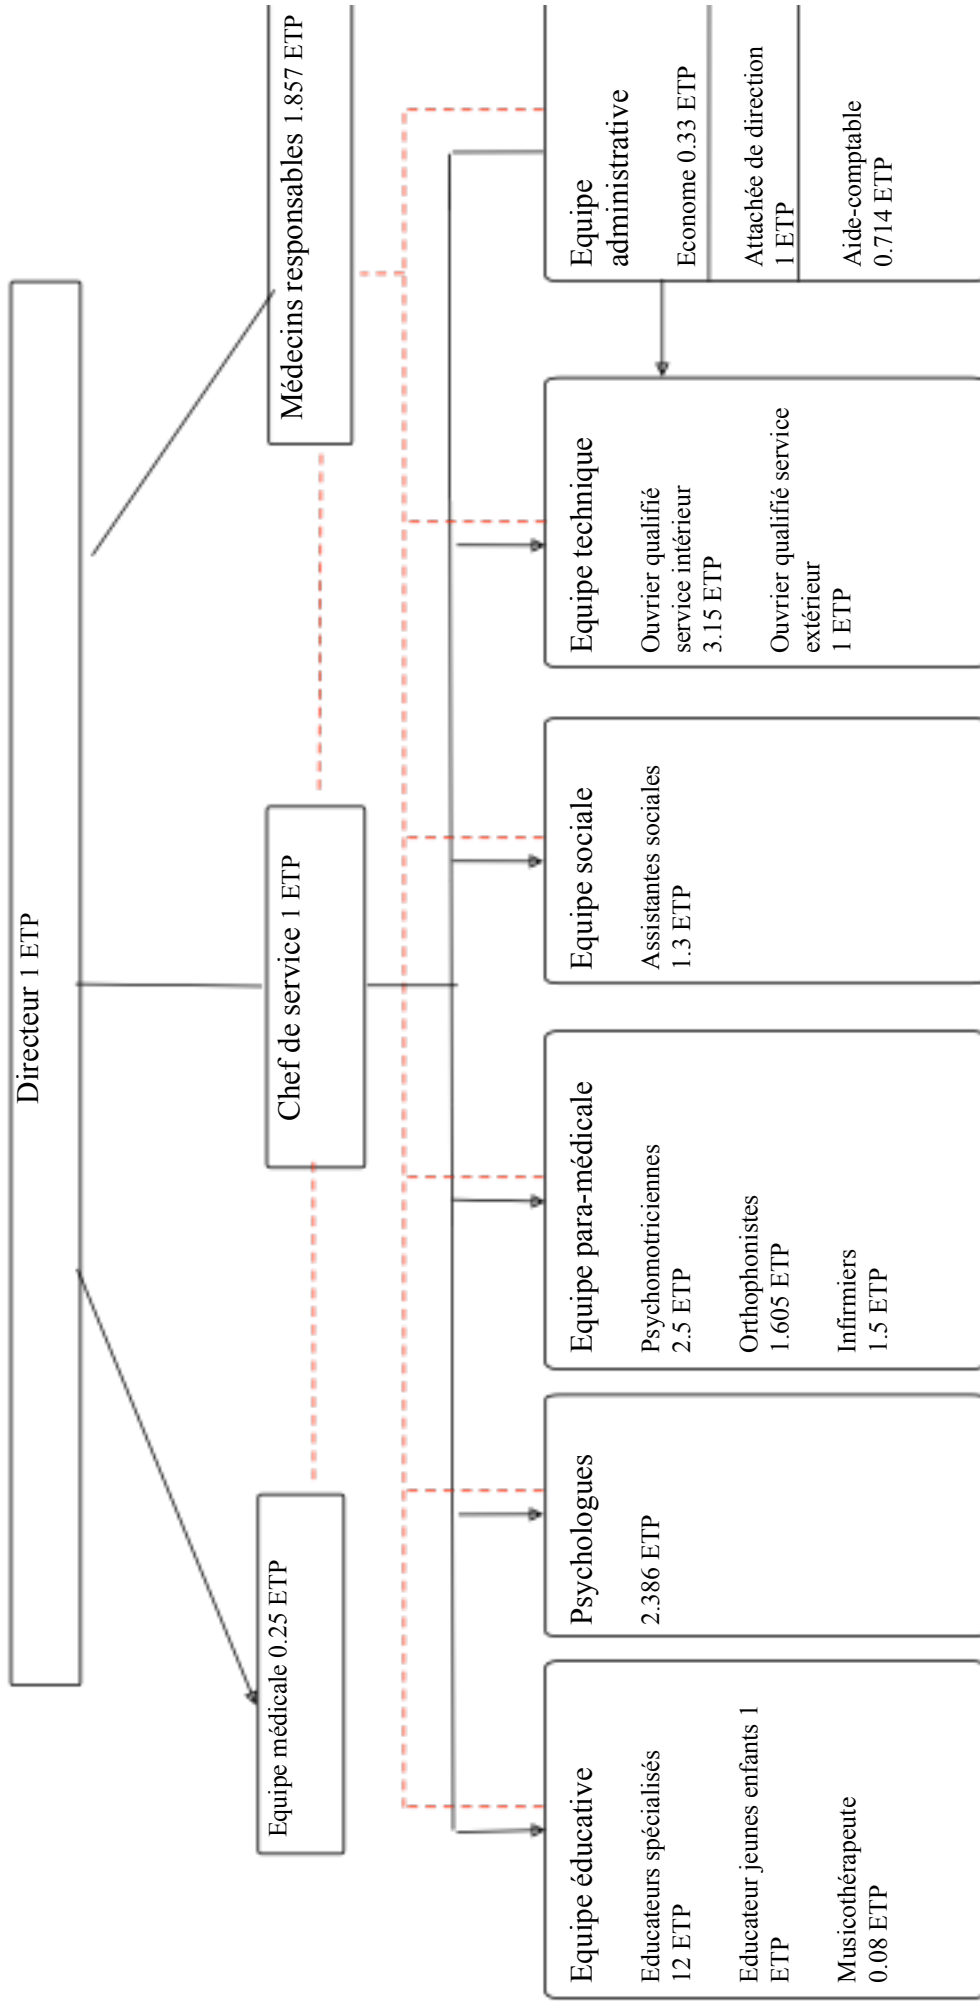 Directeur 1 ETP
Equipe médicale 0.25 ETP
Chef de service 1 ETP
Médecins responsables 1.857 ETP
Equipe éducative
Educateurs spécialisés
12 ETP
Educateur jeunes enfants 1
ETP
Musicothérapeute
0.08 ETP
Psychologues
2.386 ETP
Equipe para-médicale
Psychomotriciennes
2.5 ETP
Orthophonistes
1.605 ETP
Infirmiers
1.5 ETP
Equipe sociale
Assistantes sociales
1.3 ETP
Equipe technique
Ouvrier qualifié
service intérieur
3.15 ETP
Ouvrier qualifié service
extérieur
1 ETP
Equipe
administrative
Econome 0.33 ETP
Attachée de direction
1 ETP
Aide-comptable
0.714 ETP